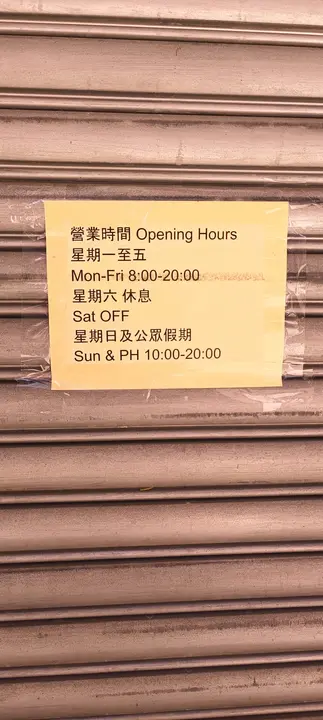 營業時間 Opening Hours
星期一至五
Mon-Fri 8:00-20:00
星期六 休息
Sat OFF
星期日及公眾假期
Sun & PH 10:00-20:00